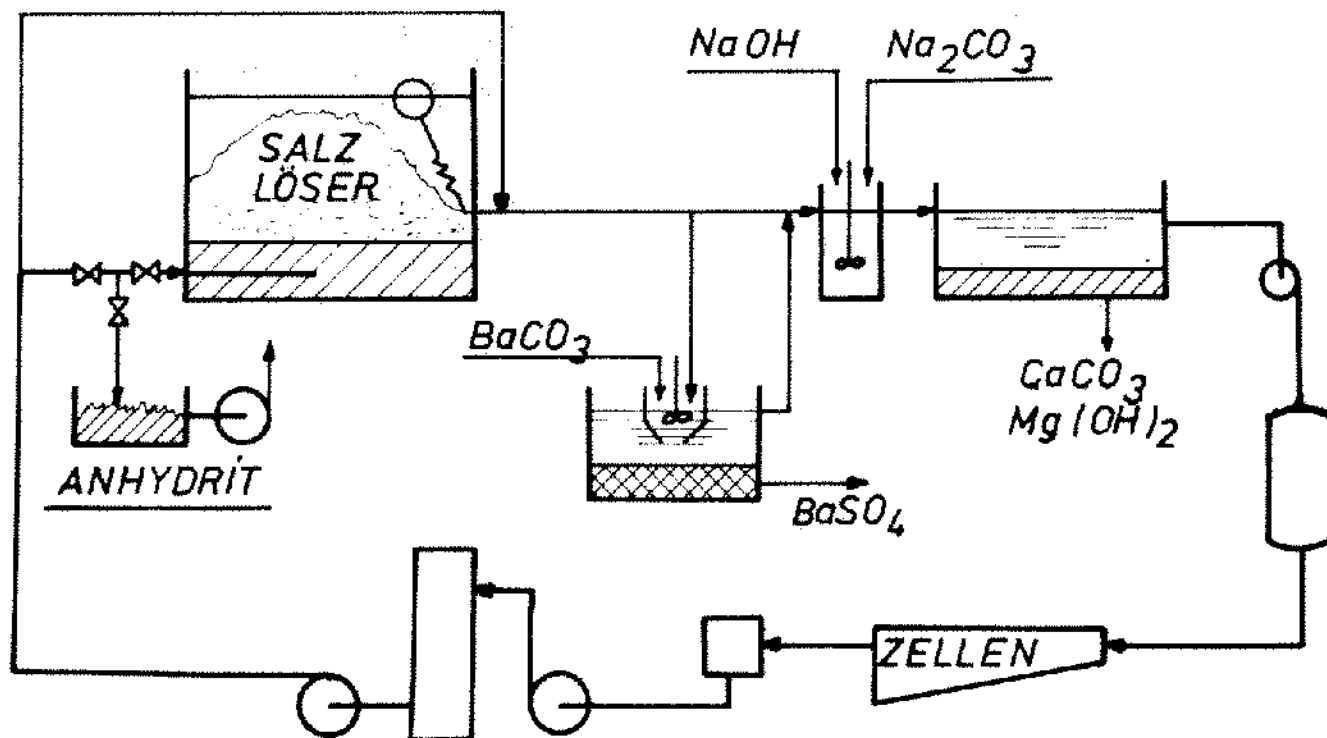 NaOH
Na₂CO₃
SALZ
LÖSER
BaCO₃
CaCO₃
Mg(OH)₂
ANHYDRIT
BaSO₄
ZELLEN